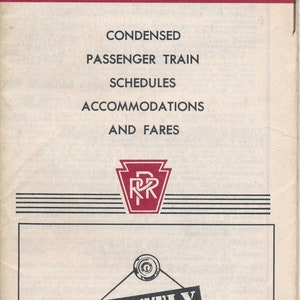 CONDENSED
PASSENGER TRAIN
SCHEDULES
ACCOMMODATIONS
AND FARES
PRR